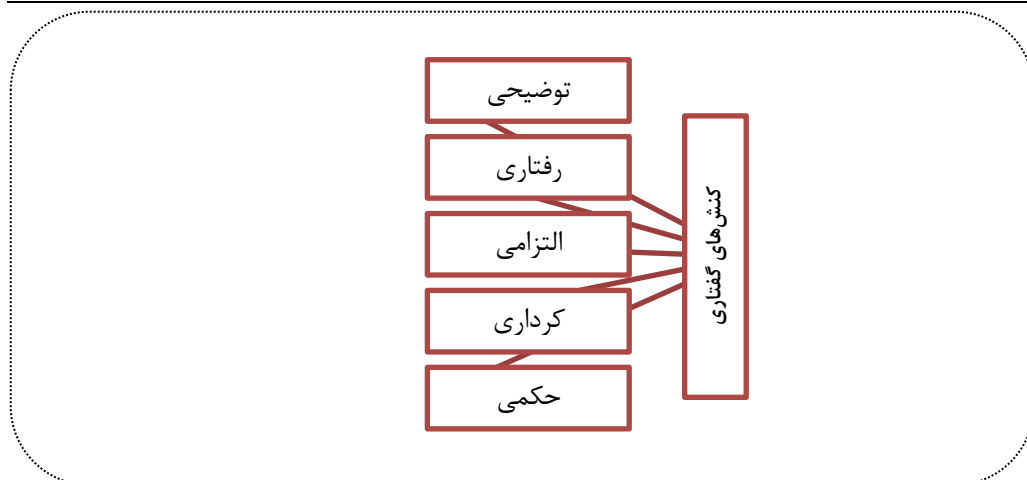 کنش‌های گفتاری
توضیحی
رفتاری
التزامی
کرداری
حکمی